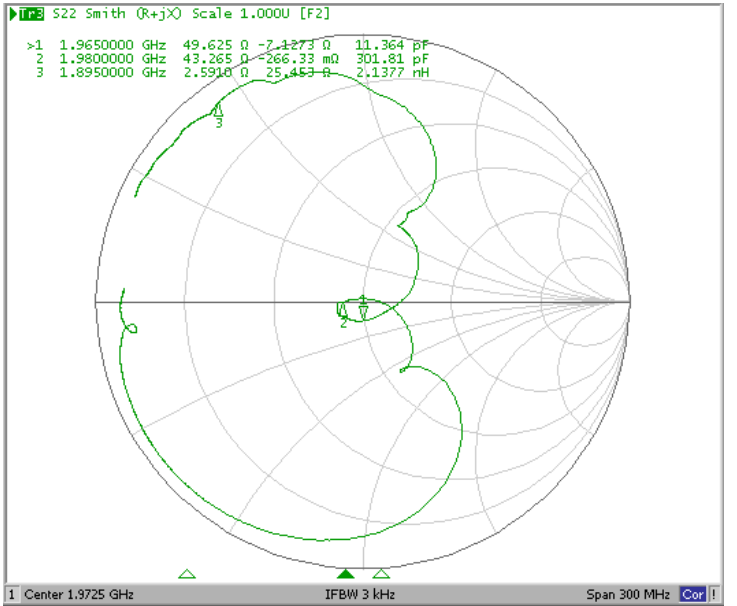 Tr3 S22 Smith (R+jX) Scale 1.000U [F2]
>1 1.9650000 GHz 49.625 Ω -7.1273 Ω 11.364 pF
2 1.9800000 GHz 43.265 Ω -266.33 mΩ 301.81 pF
3 1.8950000 GHz 2.5910 Ω 25.453 Ω 2.1377 nH
3
1
2
1 Center 1.9725 GHz IFBW 3 kHz Span 300 MHz Cor !